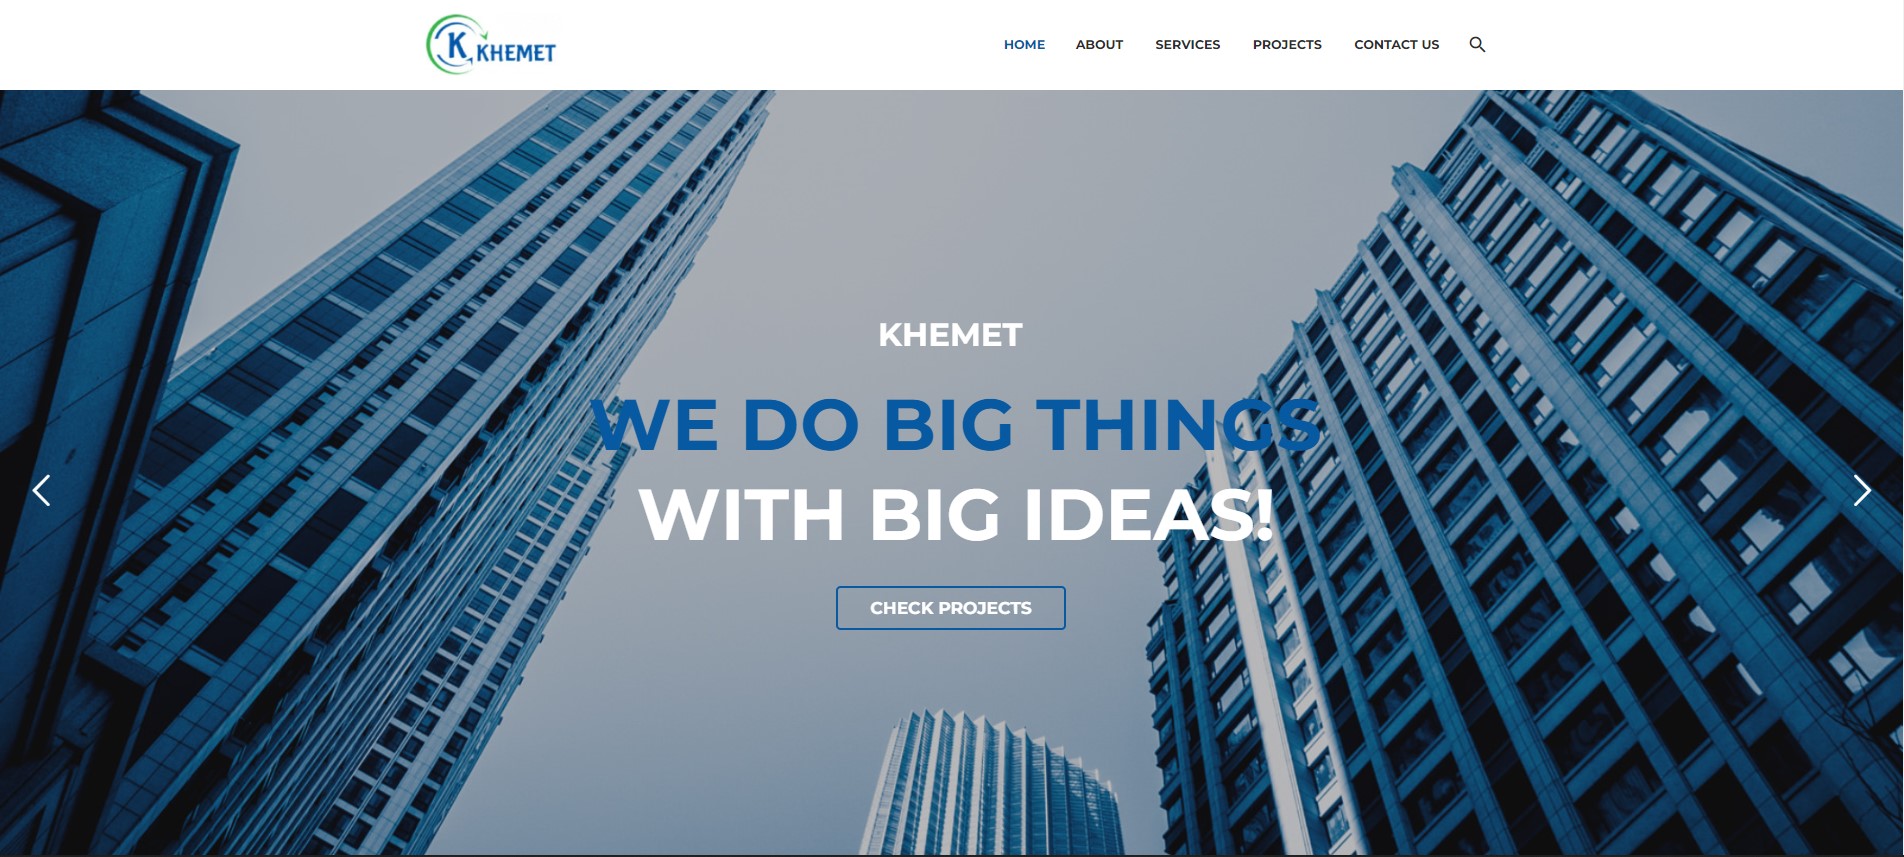 K KHEMET
HOME ABOUT SERVICES PROJECTS CONTACT US
KHEMET
WE DO BIG THINGS
WITH BIG IDEAS!
CHECK PROJECTS